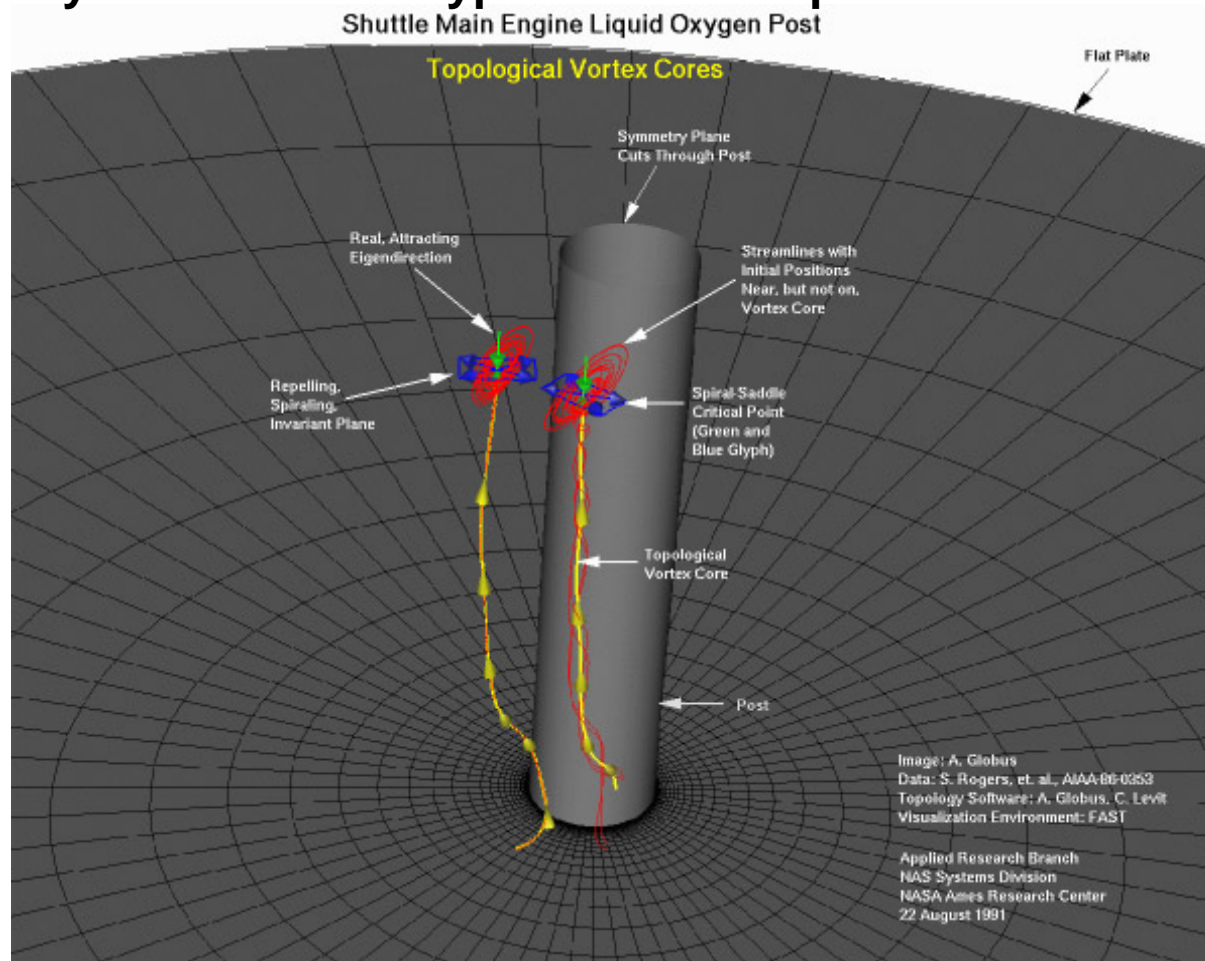 Shuttle Main Engine Liquid Oxygen Post
Topological Vortex Cores
Flat Plate
Symmetry Plane
Cuts Through Post
Real, Attracting
Eigendirection
Streamlines with
Initial Positions
Near, but not on,
Vortex Core
Repelling,
Spiraling,
Invariant Plane
Spiral-Saddle
Critical Point
(Green and
Blue Glyph)
Topological
Vortex Core
Post
Image: A. Globus
Data: S. Rogers, et. al., AIAA-86-0353
Topology Software: A. Globus, C. Levit
Visualization Environment: FAST
Applied Research Branch
NAS Systems Division
NASA Ames Research Center
22 August 1991